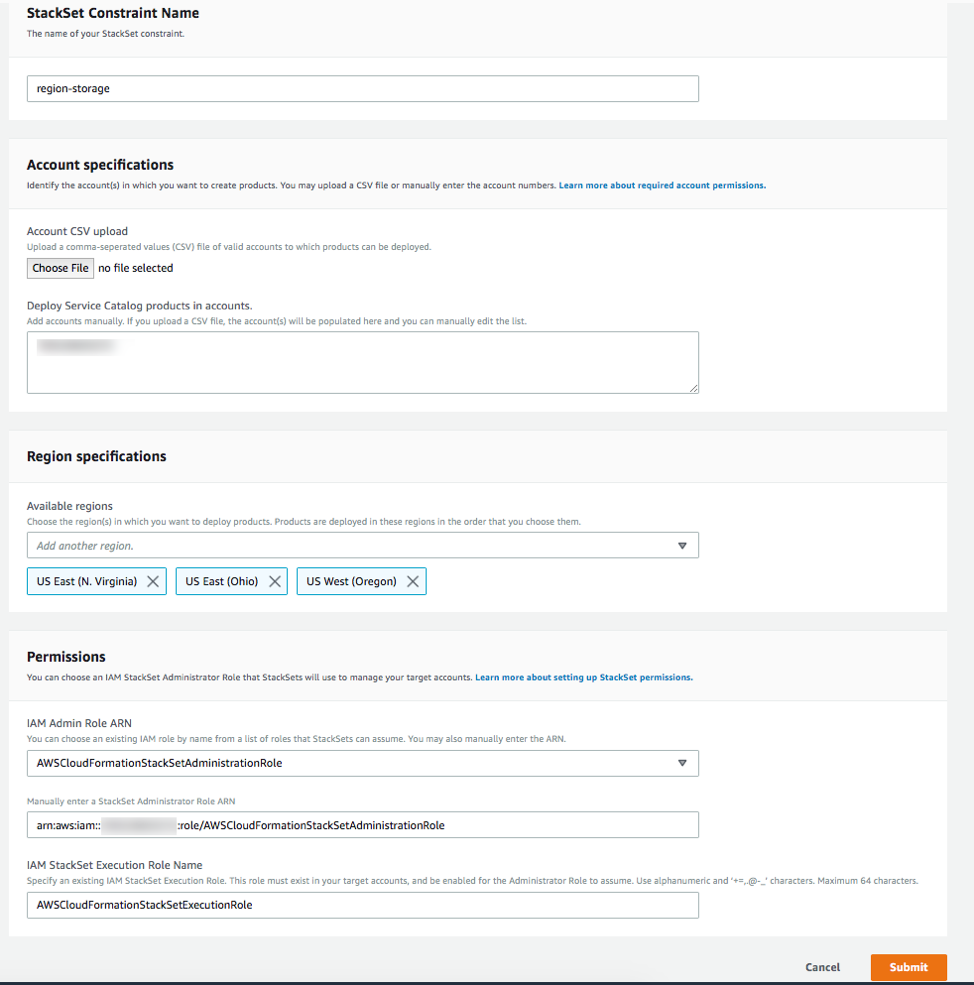 StackSet Constraint Name
The name of your StackSet constraint.
region-storage
Account specifications
Identify the account(s) in which you want to create products. You may upload a CSV file or manually enter the account numbers. Learn more about required account permissions.
Account CSV upload
Upload a comma-seperated values (CSV) file of valid accounts to which products can be deployed.
Choose File no file selected
Deploy Service Catalog products in accounts.
Add accounts manually. If you upload a CSV file, the account(s) will be populated here and you can manually edit the list.
Region specifications
Available regions
Choose the region(s) in which you want to deploy products. Products are deployed in these regions in the order that you choose them.
Add another region.
US East (N. Virginia) US East (Ohio) US West (Oregon)
Permissions
You can choose an IAM StackSet Administrator Role that StackSets will use to manage your target accounts. Learn more about setting up StackSet permissions.
IAM Admin Role ARN
You can choose an existing IAM role by name from a list of roles that StackSets can assume. You may also manually enter the ARN.
AWSCloudFormationStackSetAdministrationRole
Manually enter a StackSet Administrator Role ARN
arn:aws:iam:: :role/AWSCloudFormationStackSetAdministrationRole
IAM StackSet Execution Role Name
Specify an existing IAM StackSet Execution Role. This role must exist in your target accounts, and be enabled for the Administrator Role to assume. Use alphanumeric and '+=,.@-_' characters. Maximum 64 characters.
AWSCloudFormationStackSetExecutionRole
Cancel Submit